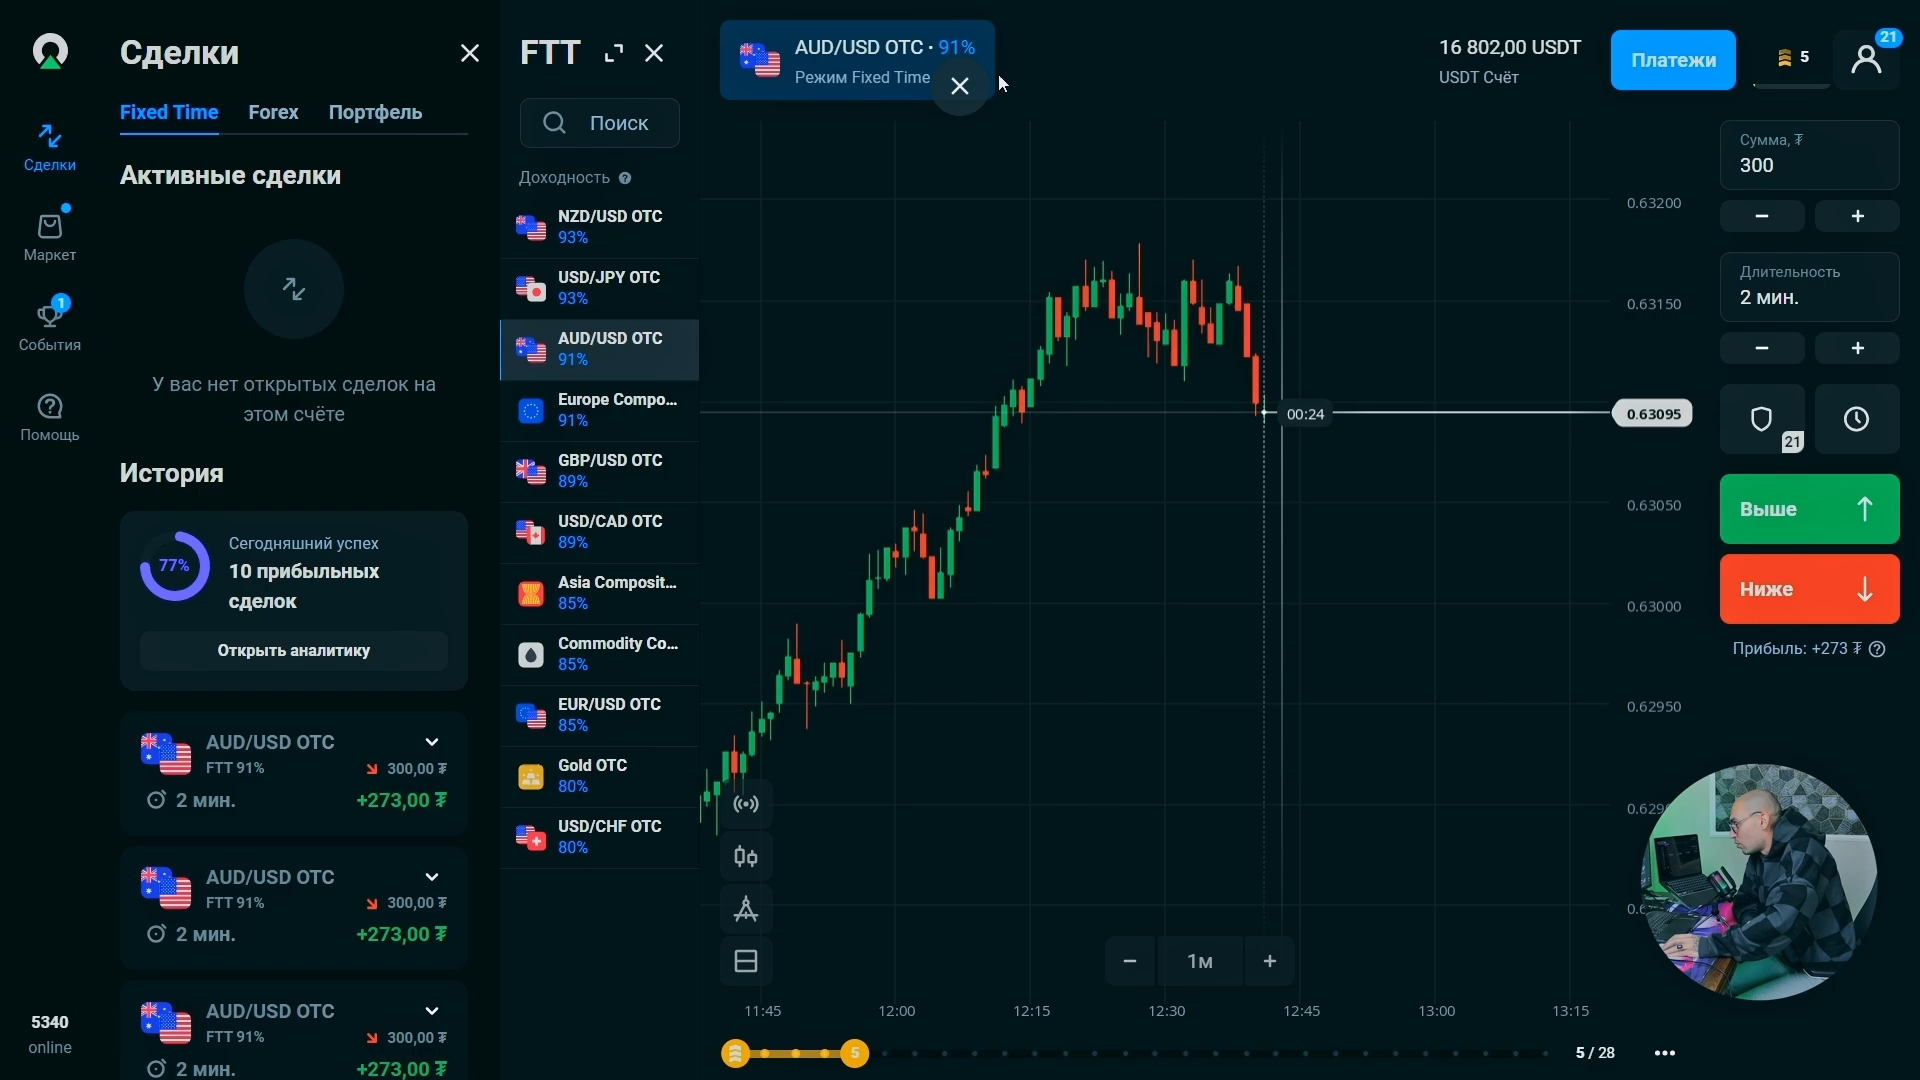 Сделки
Маркет
1
События
Помощь
5340
online
Сделки
Fixed Time
Forex
Портфель
Активные сделки
У вас нет открытых сделок на
этом счёте
История
77%
Сегодняшний успех
10 прибыльных
сделок
Открыть аналитику
AUD/USD OTC
FTT 91%
300,00 ₮
2 мин.
+273,00 ₮
AUD/USD OTC
FTT 91%
300,00 ₮
2 мин.
+273,00 ₮
AUD/USD OTC
FTT 91%
300,00 ₮
2 мин.
+273,00 ₮
FTT
Поиск
Доходность ?
NZD/USD OTC
93%
USD/JPY OTC
93%
AUD/USD OTC
91%
Europe Compo...
91%
GBP/USD OTC
89%
USD/CAD OTC
89%
Asia Composit...
85%
Commodity Co...
85%
EUR/USD OTC
85%
Gold OTC
80%
USD/CHF OTC
80%
AUD/USD OTC • 91%
Режим Fixed Time
16 802,00 USDT
USDT Счёт
Платежи
5
21
0.63200
0.63150
00:24
0.63095
0.63050
0.63000
0.62950
1м
11:45
12:00
12:15
12:30
12:45
13:00
13:15
5
5 / 28
Сумма, ₮
300
Длительность
2 мин.
21
Выше
Ниже
Прибыль: +273 ₮ ?